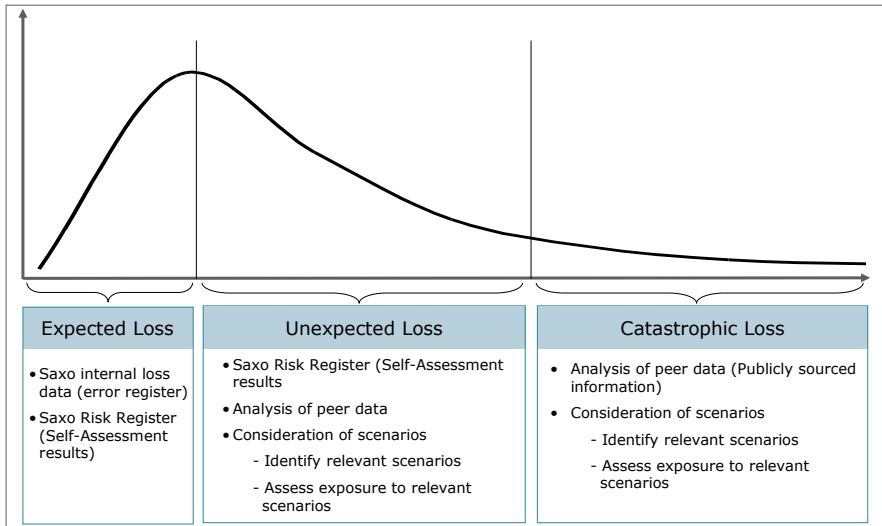 Expected Loss
• Saxo internal loss
data (error register)
• Saxo Risk Register
(Self-Assessment
results)
Unexpected Loss
• Saxo Risk Register (Self-Assessment
results
• Analysis of peer data
• Consideration of scenarios
- Identify relevant scenarios
- Assess exposure to relevant
scenarios
Catastrophic Loss
• Analysis of peer data (Publicly sourced
information)
• Consideration of scenarios
- Identify relevant scenarios
- Assess exposure to relevant
scenarios